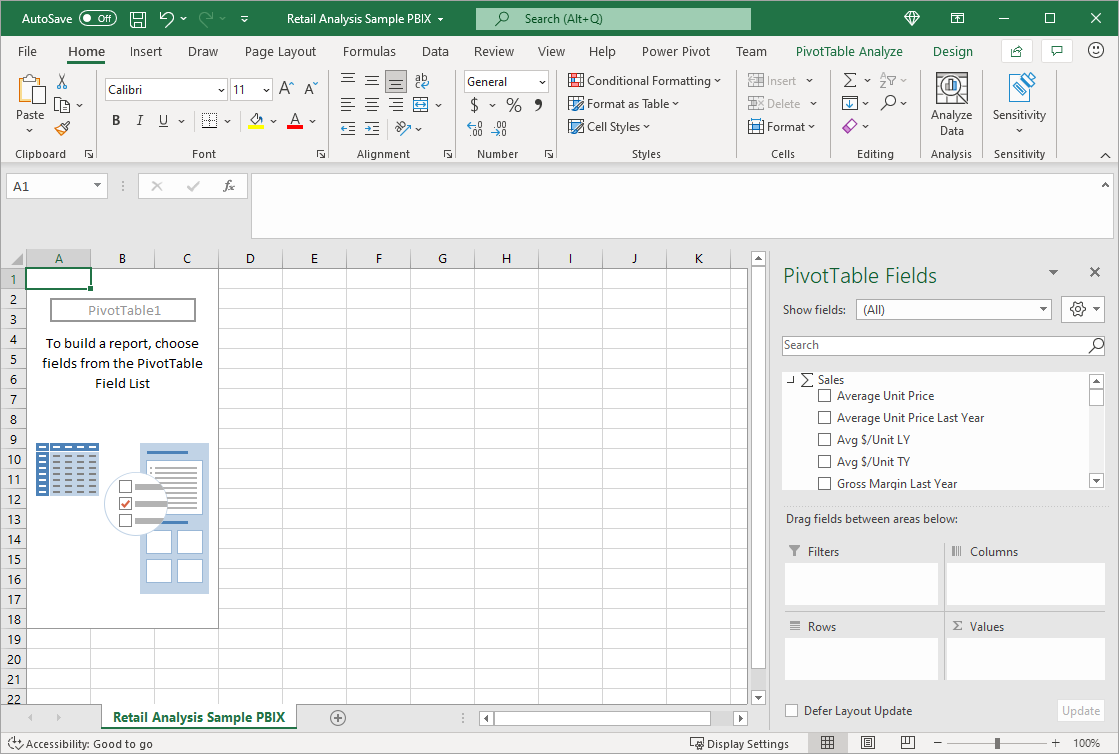 AutoSave Off Retail Analysis Sample PBIX Search (Alt+Q)
File Home Insert Draw Page Layout Formulas Data Review View Help Power Pivot Team PivotTable Analyze Design
Paste
Clipboard
Calibri 11
B I U A
Font
ab
Alignment
General
$ % 9
Number
Conditional Formatting
Format as Table
Cell Styles
Styles
Insert
Delete
Format
Cells
Editing
Analyze
Data
Analysis
Sensitivity
Sensitivity
A1 fx
A B C D E F G H I J K
1
2
3
4
5
6
7
8
9
10
11
12
13
14
15
16
17
18
19
20
21
22
PivotTable1
To build a report, choose
fields from the PivotTable
Field List
PivotTable Fields
Show fields: (All)
Search
Σ Sales
Average Unit Price
Average Unit Price Last Year
Avg $/Unit LY
Avg $/Unit TY
Gross Margin Last Year
Drag fields between areas below:
Filters
Columns
Rows
Σ Values
Defer Layout Update
Update
Retail Analysis Sample PBIX
Accessibility: Good to go
Display Settings
100%